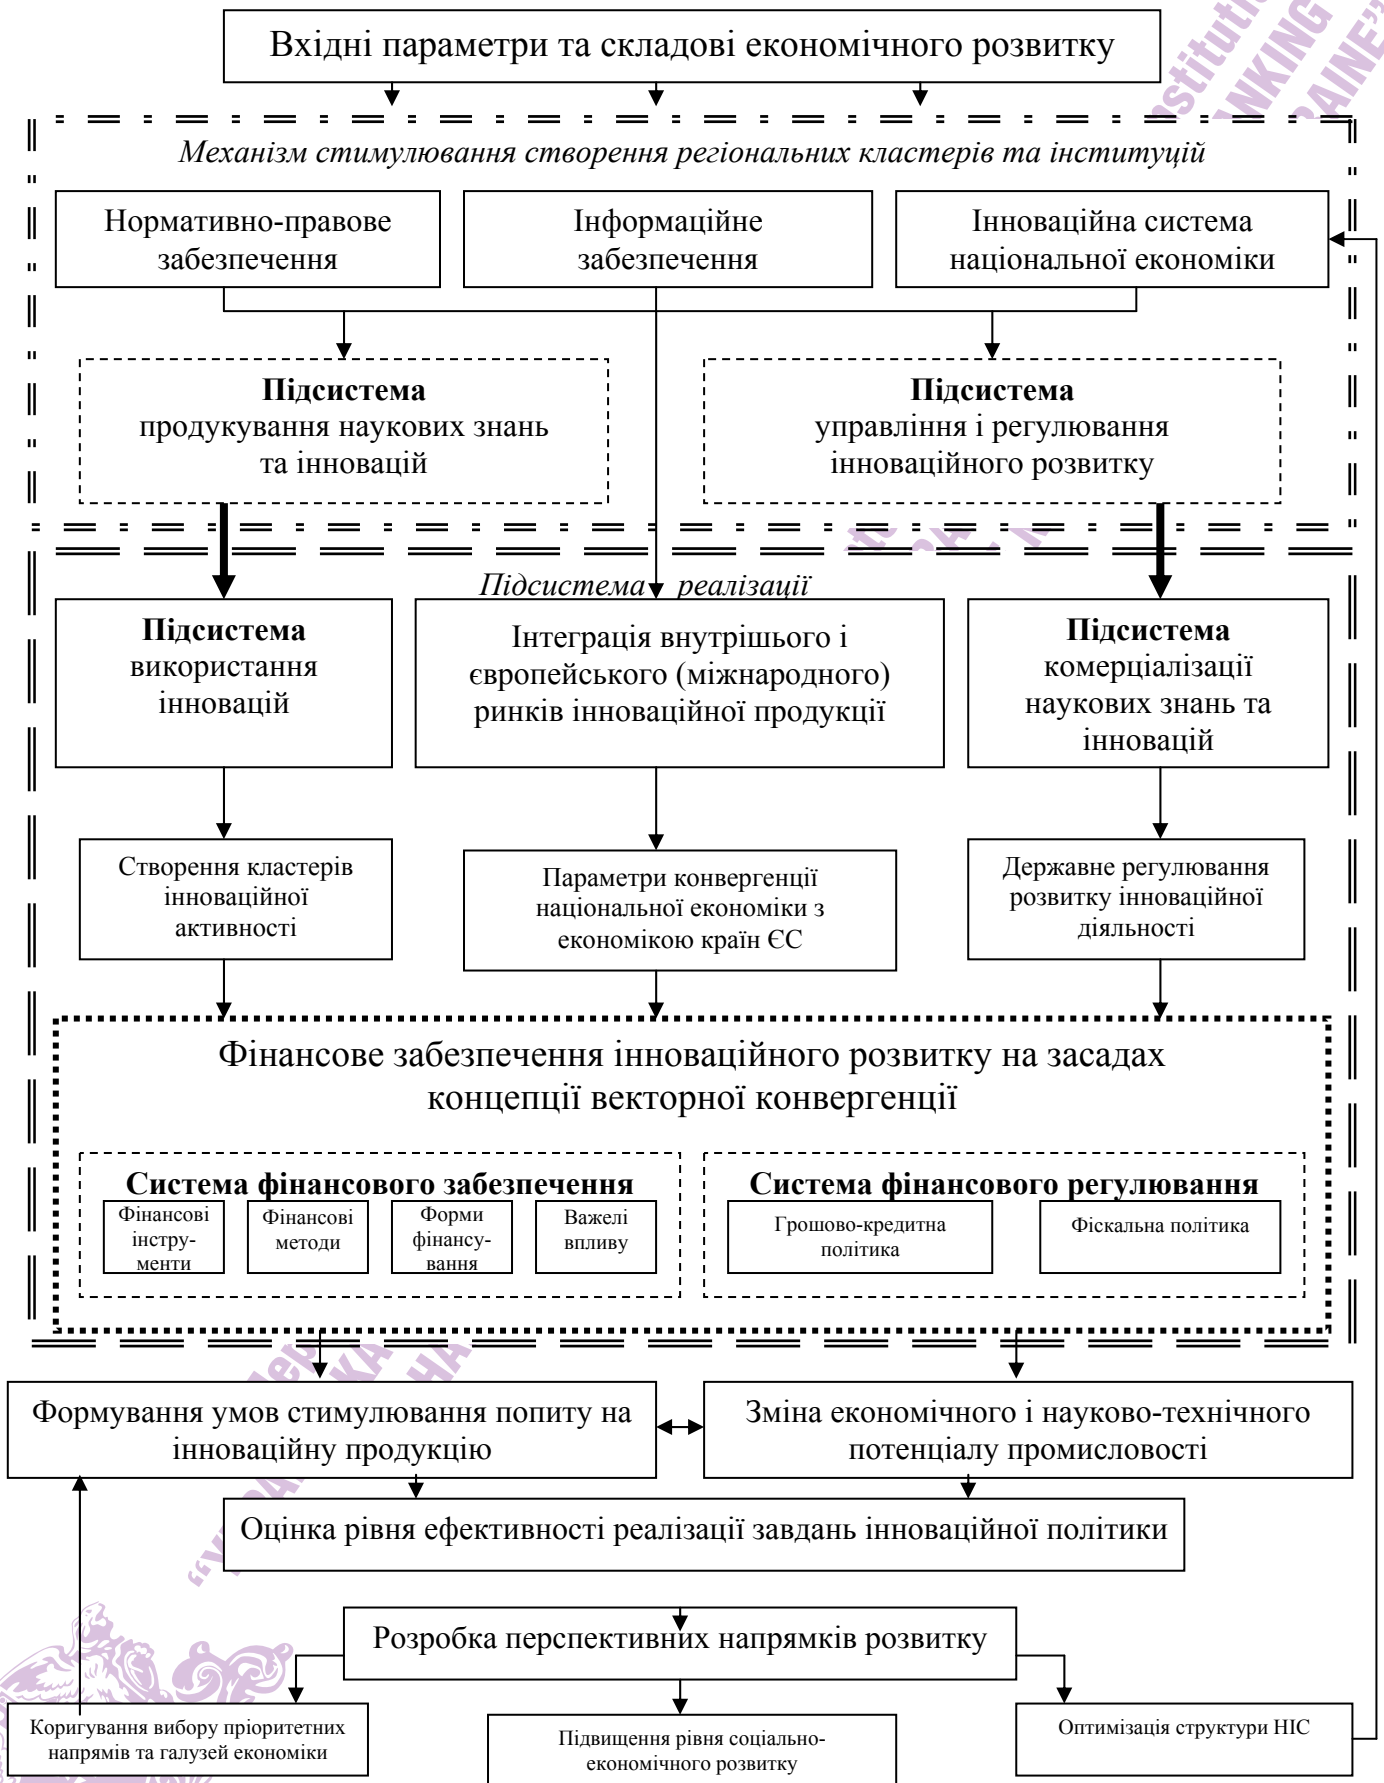 Вхідні параметри та складові економічного розвитку
Механізм стимулювання створення регіональних кластерів та інституцій
Нормативно-правове
забезпечення
Інформаційне
забезпечення
Інноваційна система
національної економіки
Підсистема
продукування наукових знань
та інновацій
Підсистема
управління і регулювання
інноваційного розвитку
Підсистема реалізації
Підсистема
використання
інновацій
Інтеграція внутрішього і
європейського (міжнародного)
ринків інноваційної продукції
Підсистема
комерціалізації
наукових знань та
інновацій
Створення кластерів
інноваційної
активності
Параметри конвергенції
національної економіки з
економікою країн ЄС
Державне регулювання
розвитку інноваційної
діяльності
Фінансове забезпечення інноваційного розвитку на засадах
концепції векторної конвергенції
Система фінансового забезпечення
Фінансові
інстру-
менти
Фінансові
методи
Форми
фінансу-
вання
Важелі
впливу
Система фінансового регулювання
Грошово-кредитна
політика
Фіскальна політика
Формування умов стимулювання попиту на
інноваційну продукцію
Зміна економічного і науково-технічного
потенціалу промисловості
Оцінка рівня ефективності реалізації завдань інноваційної політики
Розробка перспективних напрямків розвитку
Коригування вибору пріоритетних
напрямів та галузей економіки
Підвищення рівня соціально-
економічного розвитку
Оптимізація структури НІС